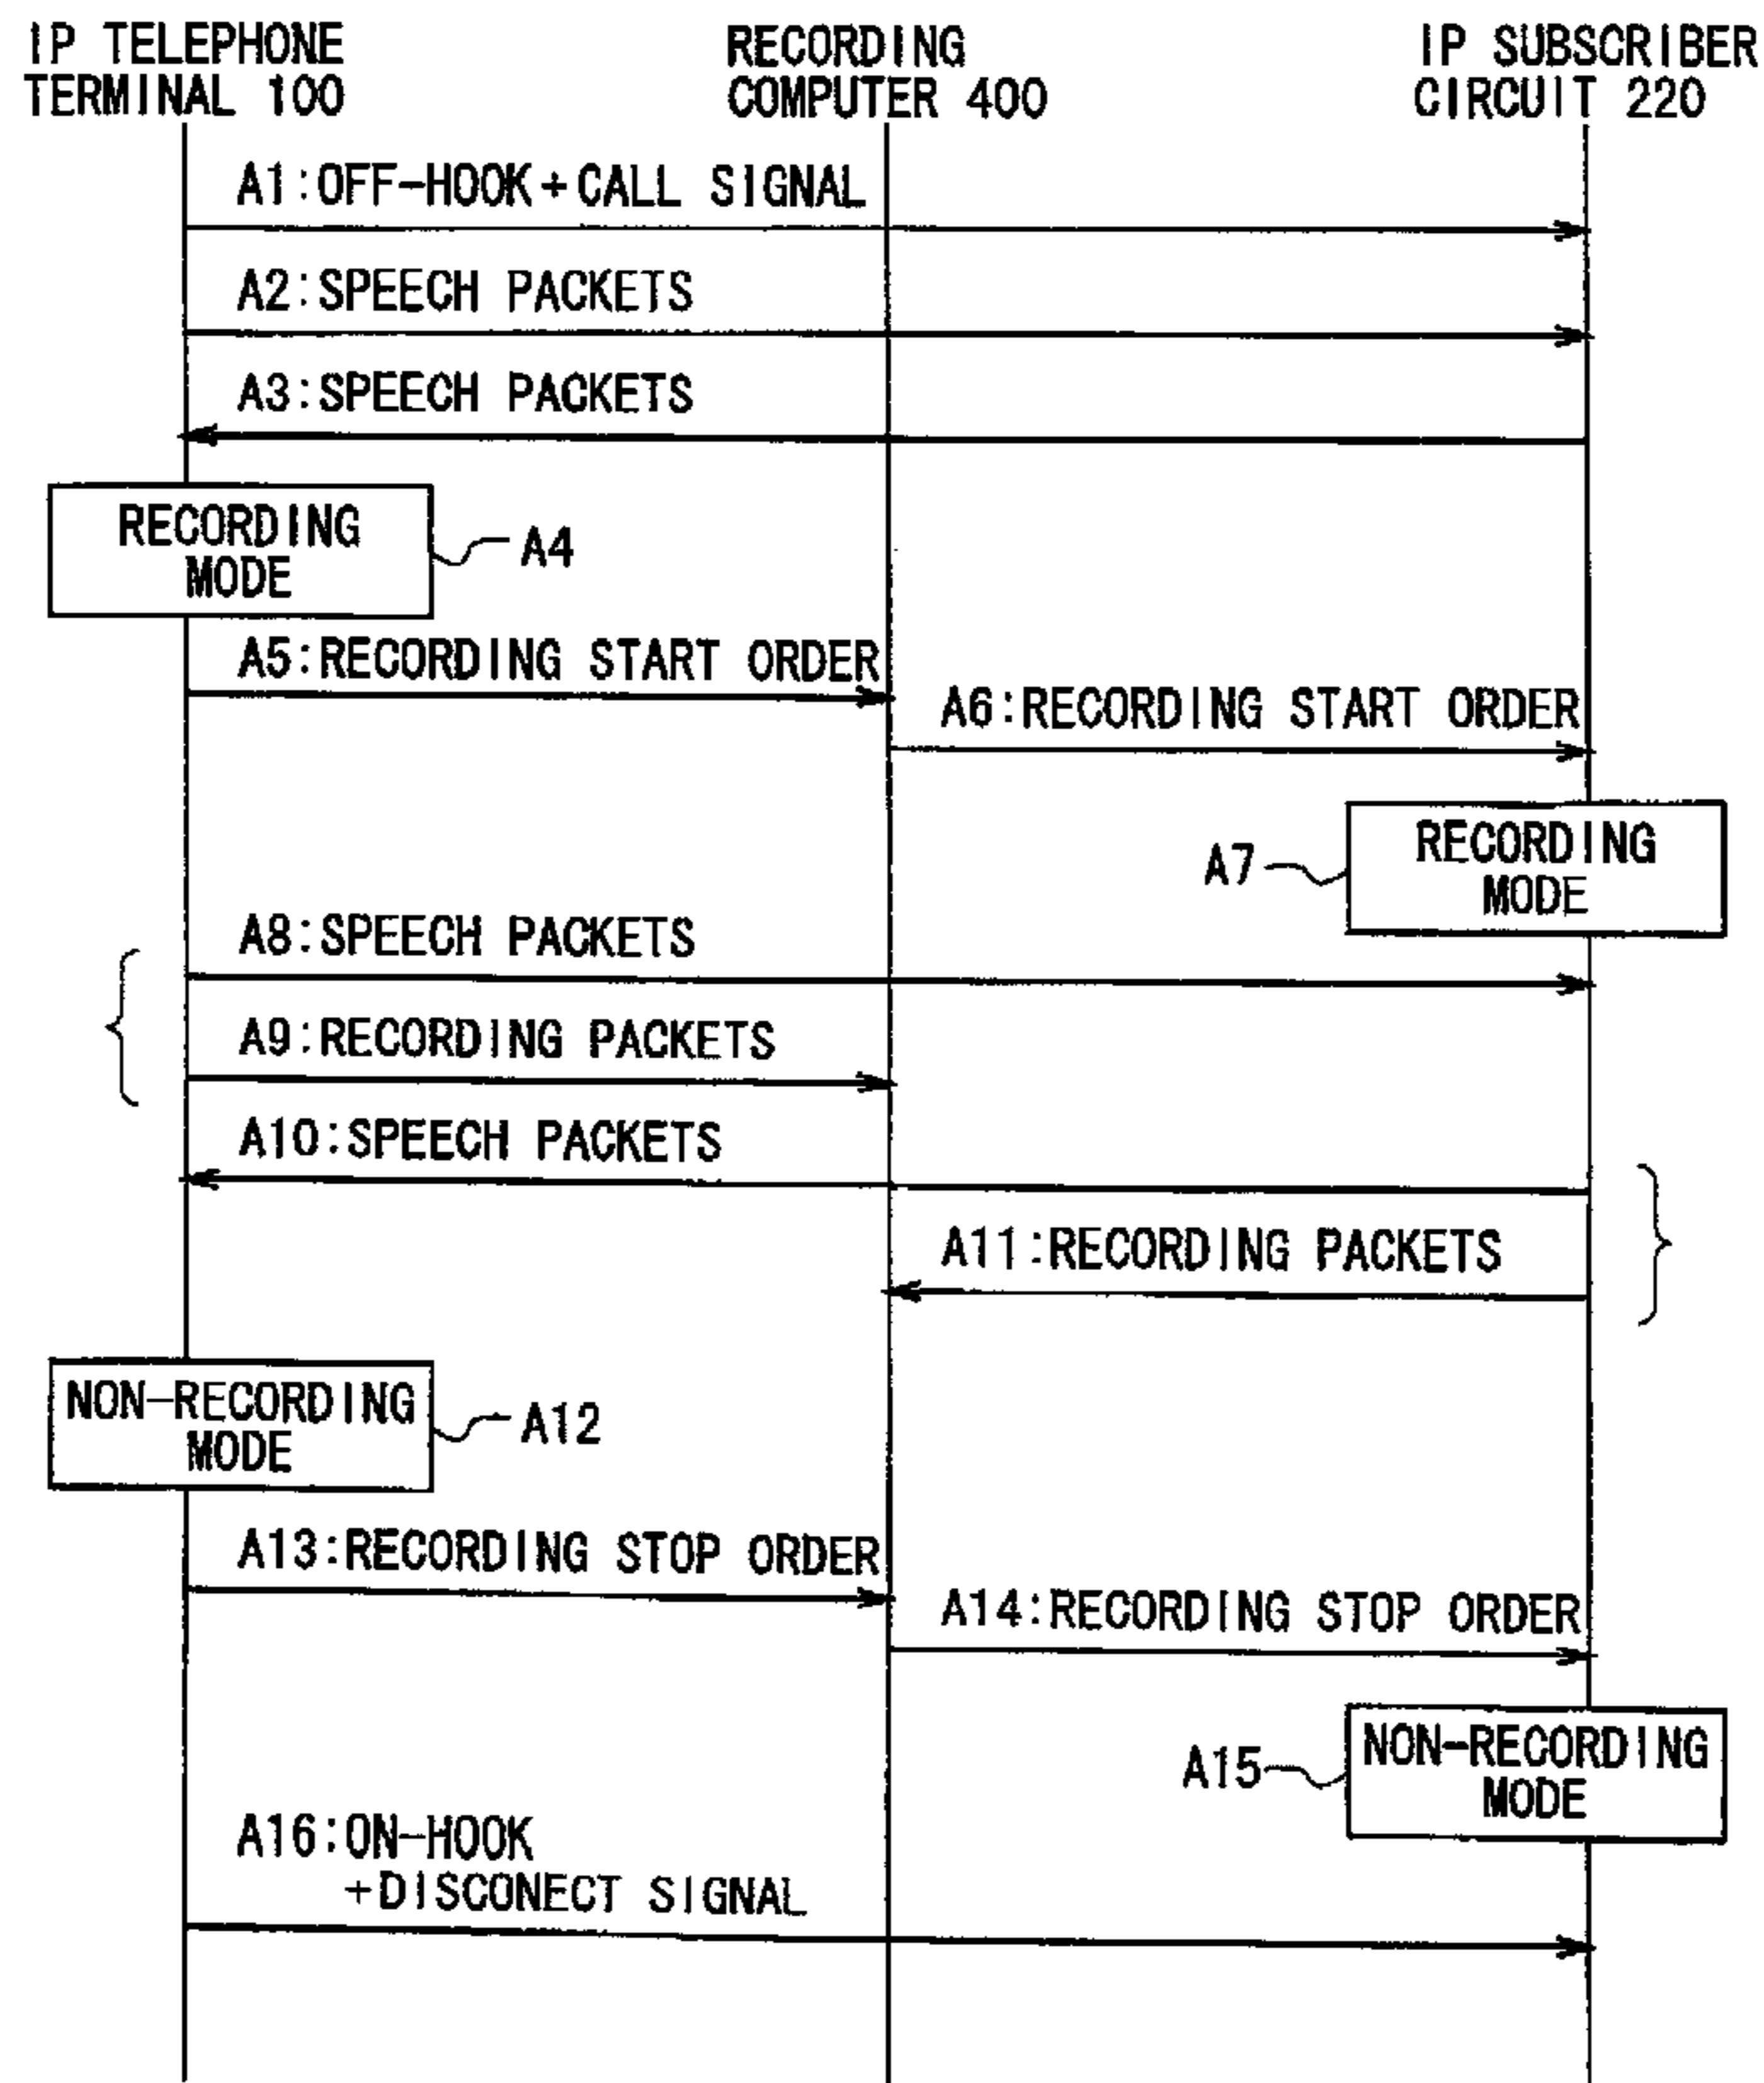 IP TELEPHONE
TERMINAL 100
RECORDING
COMPUTER 400
IP SUBSCRIBER
CIRCUIT 220
A1:OFF-HOOK+CALL SIGNAL
A2:SPEECH PACKETS
A3:SPEECH PACKETS
RECORDING
MODE
A4
A5:RECORDING START ORDER
A6:RECORDING START ORDER
A7
RECORDING
MODE
A8:SPEECH PACKETS
A9:RECORDING PACKETS
A10:SPEECH PACKETS
A11:RECORDING PACKETS
NON-RECORDING
MODE
A12
A13:RECORDING STOP ORDER
A14:RECORDING STOP ORDER
A15
NON-RECORDING
MODE
A16:ON-HOOK
+DISCONECT SIGNAL